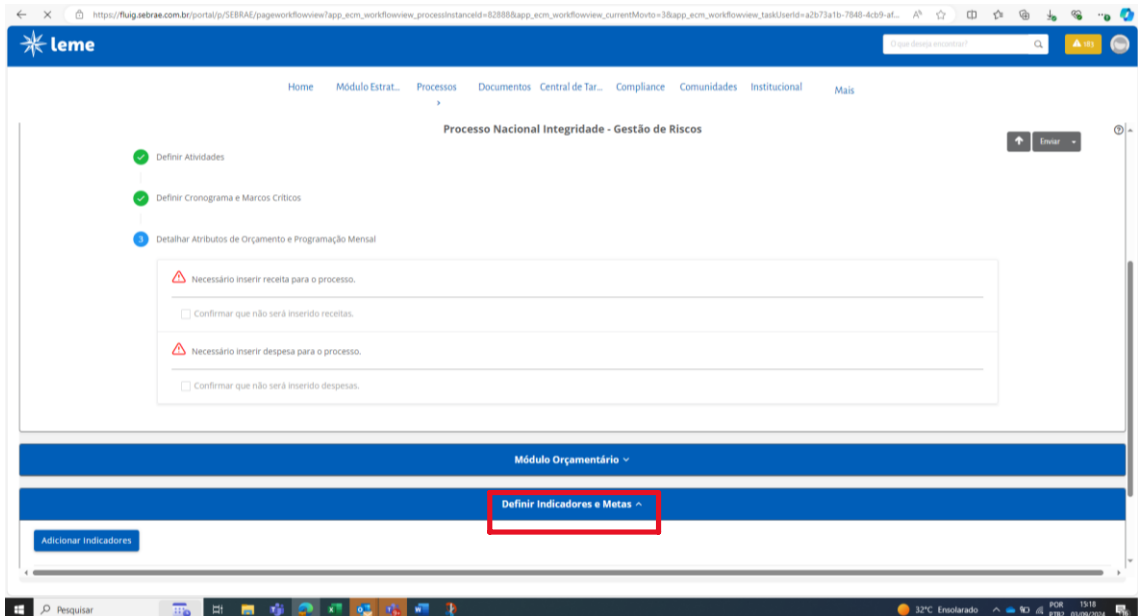 https://fluig.sebrae.com.br/portal/p/SEBRAE/pageworkflowview?app_ecm_workflowview_processInstanceId=82888&app_ecm_workflowview_currentMovto=3&app_ecm_workflowview_taskUserId=a2b73a1b-7848-4cb9-af...
leme
O que deseja encontrar?
Home Módulo Estrat... Processos Documentos Central de Tar... Compliance Comunidades Institucional Mais
Processo Nacional Integridade - Gestão de Riscos
Enviar
Definir Atividades
Definir Cronograma e Marcos Críticos
3 Detalhar Atributos de Orçamento e Programação Mensal
Necessário inserir receita para o processo.
Confirmar que não será inserido receitas.
Necessário inserir despesa para o processo.
Confirmar que não será inserido despesas.
Módulo Orçamentário
Definir Indicadores e Metas
Adicionar Indicadores
Pesquisar
32°C Ensolarado
POR 15:18
PTB2 03/09/2024